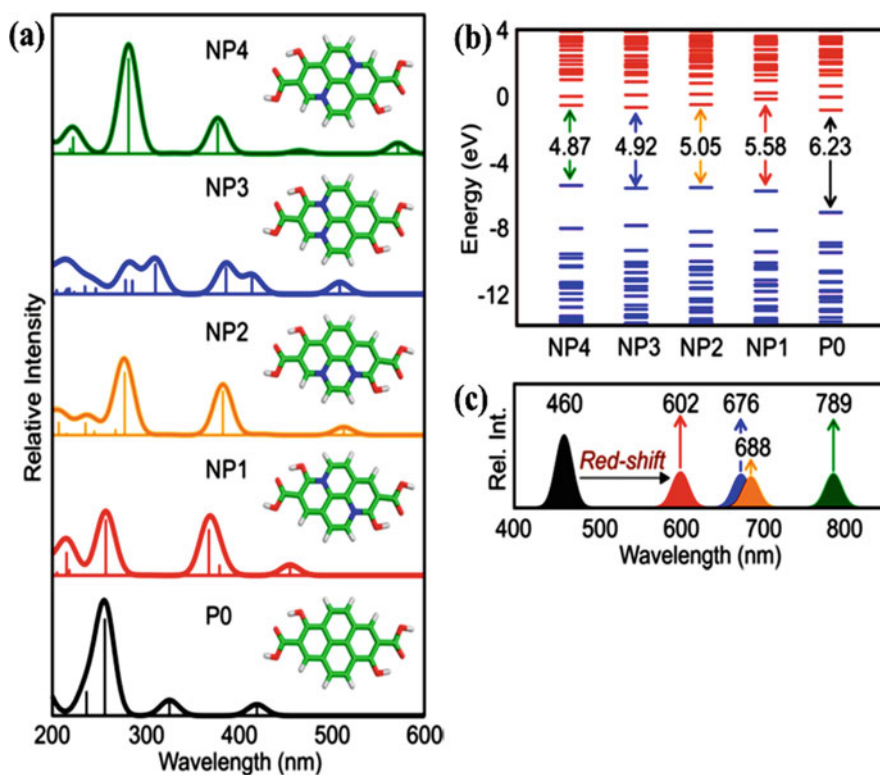 (a)
NP4
NP3
NP2
NP1
P0
Relative Intensity
200 300 400 500 600
Wavelength (nm)
(b)
4
0
-4
-8
-12
Energy (eV)
4.87 4.92 5.05 5.58 6.23
NP4 NP3 NP2 NP1 P0
(c)
460 602 676 789
688
Red-shift
Rel. Int.
400 500 600 700 800
Wavelength (nm)